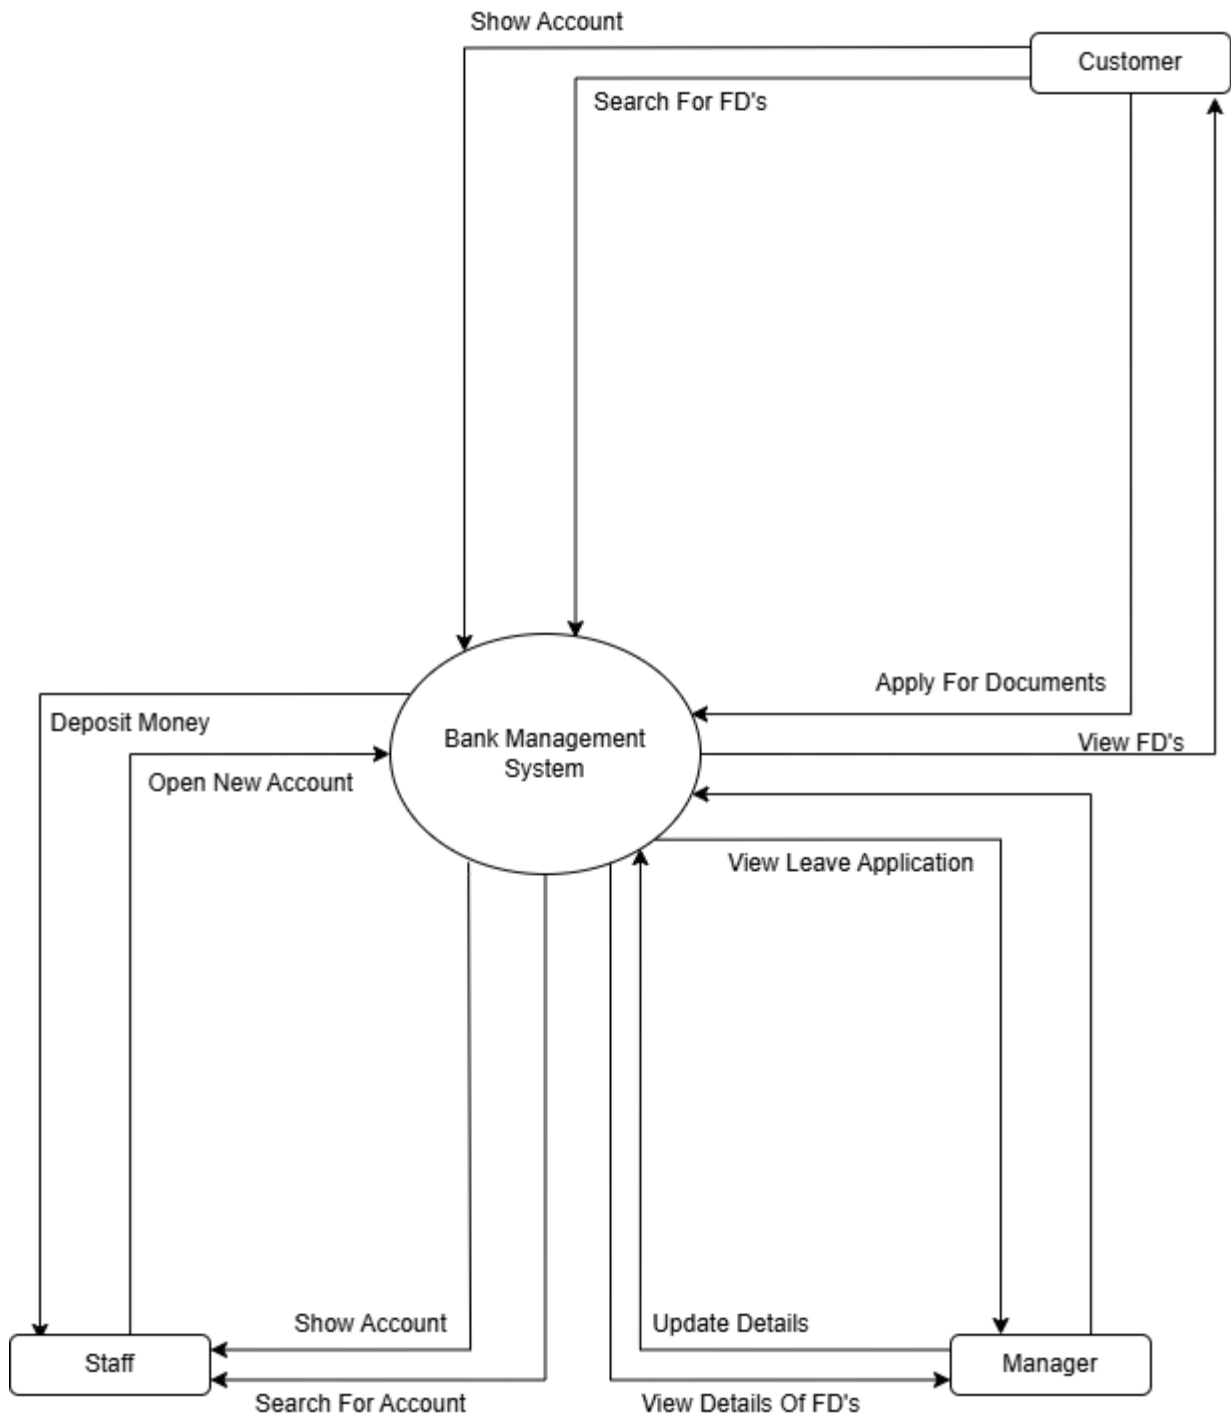 Show Account
Customer
Search For FD's
Apply For Documents
Deposit Money
Bank Management
System
View FD's
Open New Account
View Leave Application
Show Account
Update Details
Staff
Manager
Search For Account
View Details Of FD's